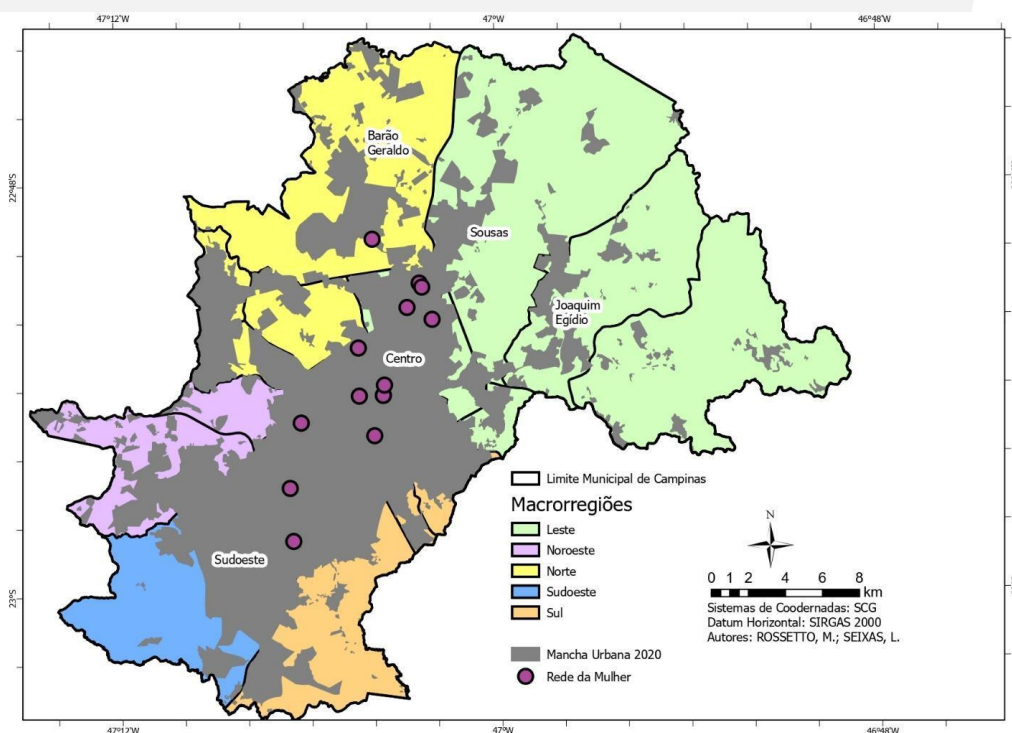 47°12'W
47°W
46°48'W
22°48'S
Barão
Geraldo
Sousas
Joaquim
Egídio
Centro
Sudoeste
23°S
Limite Municipal de Campinas
Macrorregiões
Leste
Noroeste
Norte
Sudoeste
Sul
Mancha Urbana 2020
Rede da Mulher
N
0 1 2 4 6 8
km
Sistemas de Coodernadas: SCG
Datum Horizontal: SIRGAS 2000
Autores: ROSSETTO, M.; SEIXAS, L.
47°12'W
47°W
46°48'W